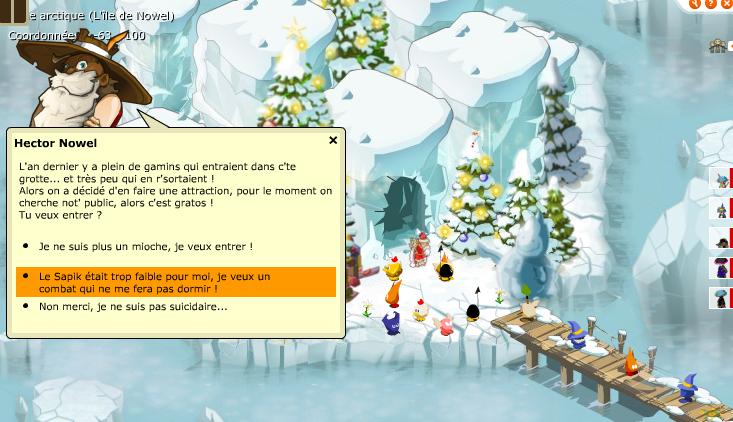 e arctique (L'île de Nowel)
Coordonnée -63 100
Hector Nowel
L'an dernier y a plein de gamins qui entraient dans c'te
grotte... et très peu qui en r'sortaient !
Alors on a décidé d'en faire une attraction, pour le moment on
cherche not' public, alors c'est gratos !
Tu veux entrer ?
• Je ne suis plus un mioche, je veux entrer !
• Le Sapik était trop faible pour moi, je veux un
combat qui ne me fera pas dormir !
• Non merci, je ne suis pas suicidaire...